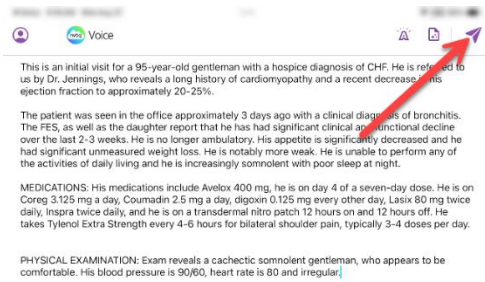 Voice
This is an initial visit for a 95-year-old gentleman with a hospice diagnosis of CHF. He is referred to
us by Dr. Jennings, who reveals a long history of cardiomyopathy and a recent decrease his
ejection fraction to approximately 20-25%.
The patient was seen in the office approximately 3 days ago with a clinical diagnosis of bronchitis.
The FES, as well as the daughter report that he has had significant clinical and functional decline
over the last 2-3 weeks. He is no longer ambulatory. His appetite is significantly decreased and he
had significant unmeasured weight loss. He is notably more weak. He is unable to perform any of
the activities of daily living and he is increasingly somnolent with poor sleep at night.
MEDICATIONS: His medications include Avelox 400 mg, he is on day 4 of a seven-day dose. He is on
Coreg 3.125 mg a day, Coumadin 2.5 mg a day, digoxin 0.125 mg every other day, Lasix 80 mg twice
daily, Inspra twice daily, and he is on a transdermal nitro patch 12 hours on and 12 hours off. He
takes Tylenol Extra Strength every 4-6 hours for bilateral shoulder pain, typically 3-4 doses per day.
PHYSICAL EXAMINATION: Exam reveals a cachectic somnolent gentleman, who appears to be
comfortable. His blood pressure is 90/60, heart rate is 80 and irregular.